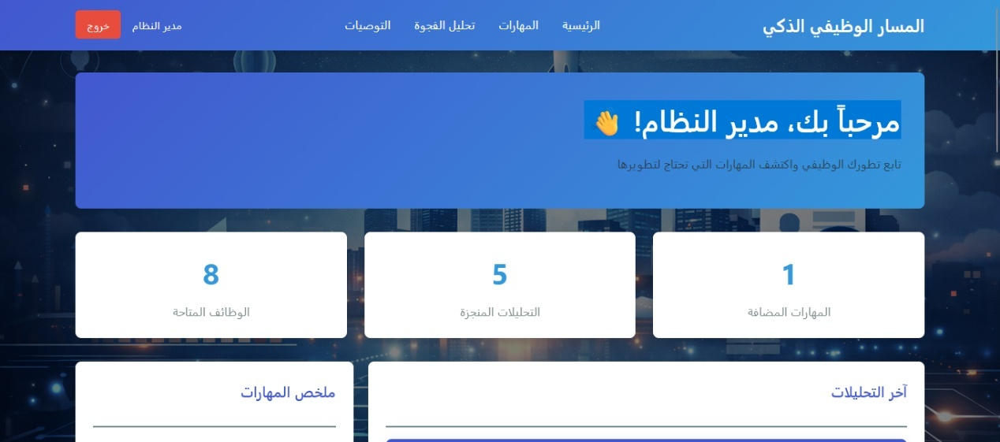 المسار الوظيفي الذكي
الرئيسية
المهارات
تحليل الفجوة
التوصيات
مدير النظام
خروج
مرحباً بك، مدير النظام! 👋
تابع تطورك الوظيفي واكتشف المهارات التي تحتاج لتطويرها
1
المهارات المضافة
5
التحليلات المنجزة
8
الوظائف المتاحة
آخر التحليلات
ملخص المهارات